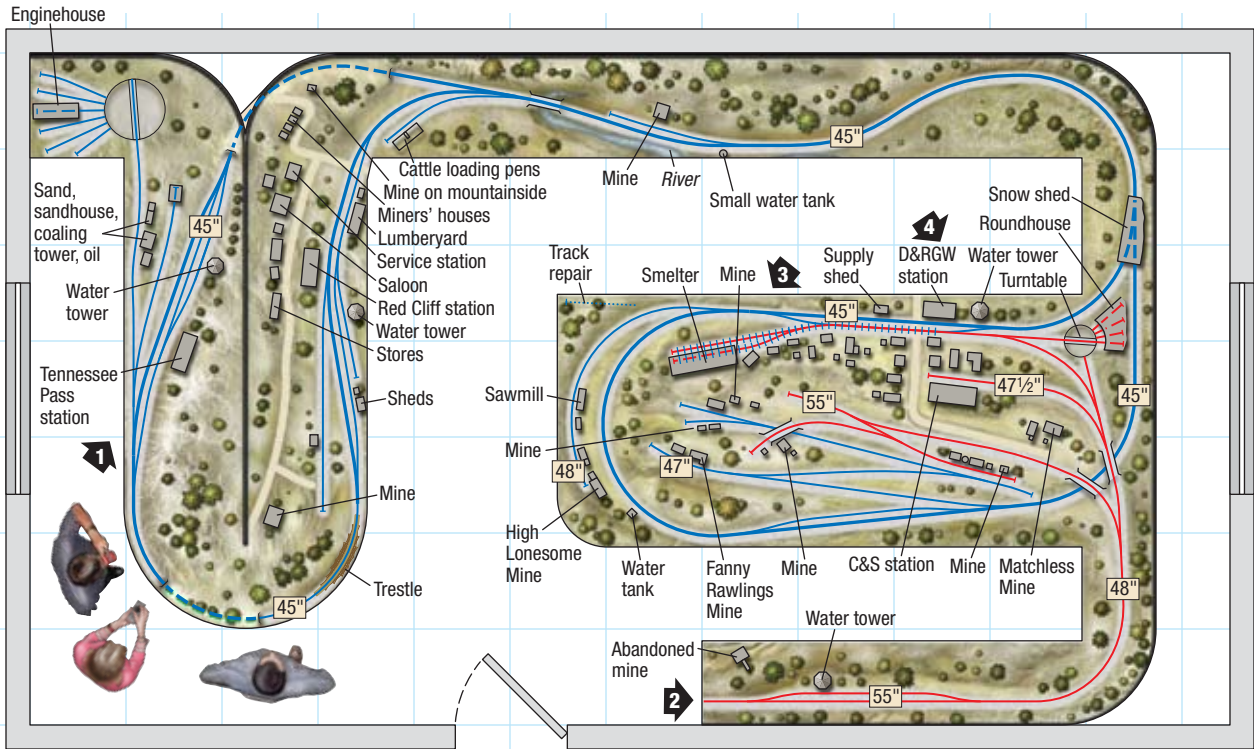 Enginehouse
45"
Cattle loading pens
Mine on mountainside
Miners' houses
Lumberyard
Service station
Saloon
Red Cliff station
Water tower
Stores
Sheds
Mine
Trestle
45"
Sand,
sandhouse,
coaling
tower, oil
45"
Water
tower
Tennessee
Pass
station
1
Mine
River
Small water tank
Snow shed
Roundhouse
4
D&RGW
station
Water tower
Turntable
Supply
shed
3
Mine
Smelter
Track
repair
45"
47½"
45"
55"
Sawmill
Mine
47"
48"
High
Lonesome
Mine
Water
tank
Fanny
Rawlings
Mine
Mine
C&S station
Mine
Matchless
Mine
48"
Water tower
Abandoned
mine
2
55"